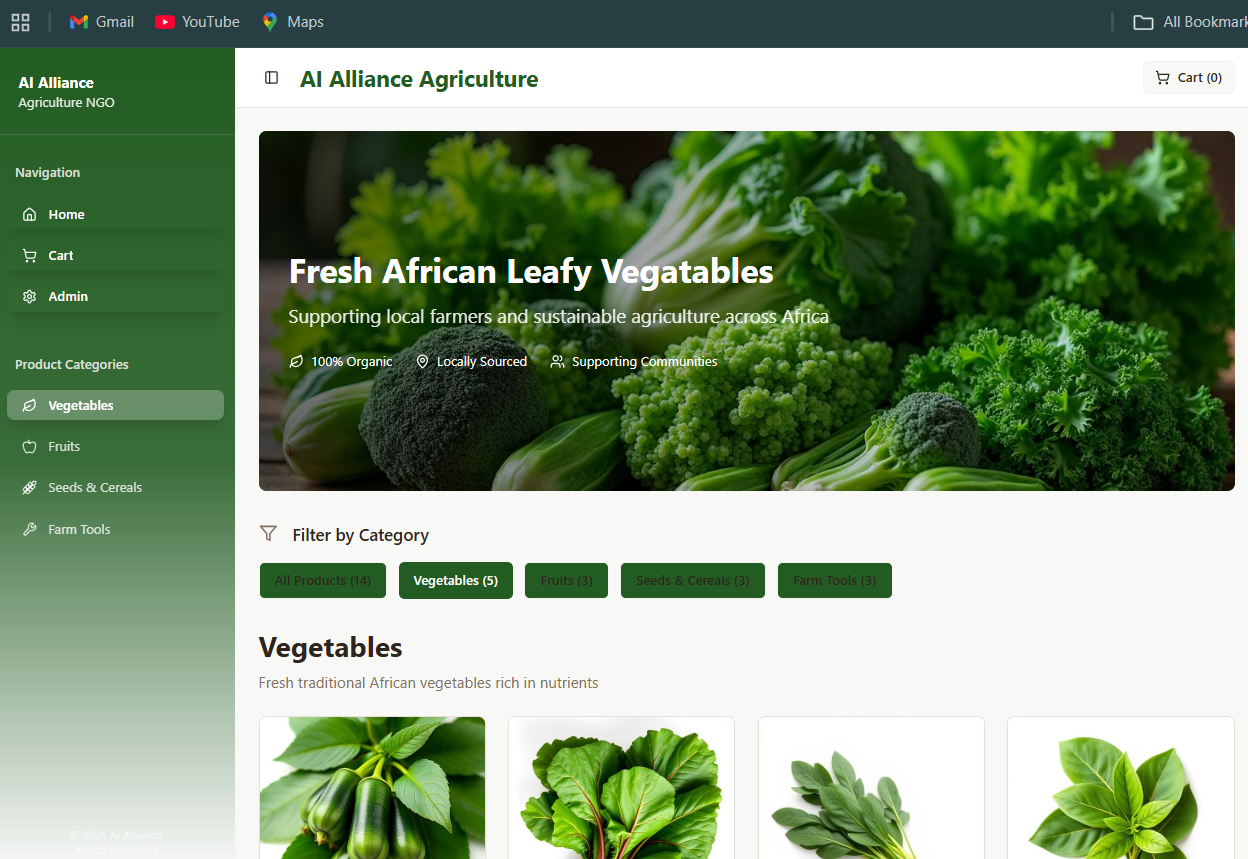 Gmail
YouTube
Maps
All Bookmark
AI Alliance
Agriculture NGO
Navigation
Home
Cart
Admin
Product Categories
Vegetables
Fruits
Seeds & Cereals
Farm Tools
© 2024 AI Alliance
Agriculture NGO
AI Alliance Agriculture
Cart (0)
Fresh African Leafy Vegatables
Supporting local farmers and sustainable agriculture across Africa
100% Organic
Locally Sourced
Supporting Communities
Filter by Category
All Products (14)
Vegetables (5)
Fruits (3)
Seeds & Cereals (3)
Farm Tools (3)
Vegetables
Fresh traditional African vegetables rich in nutrients